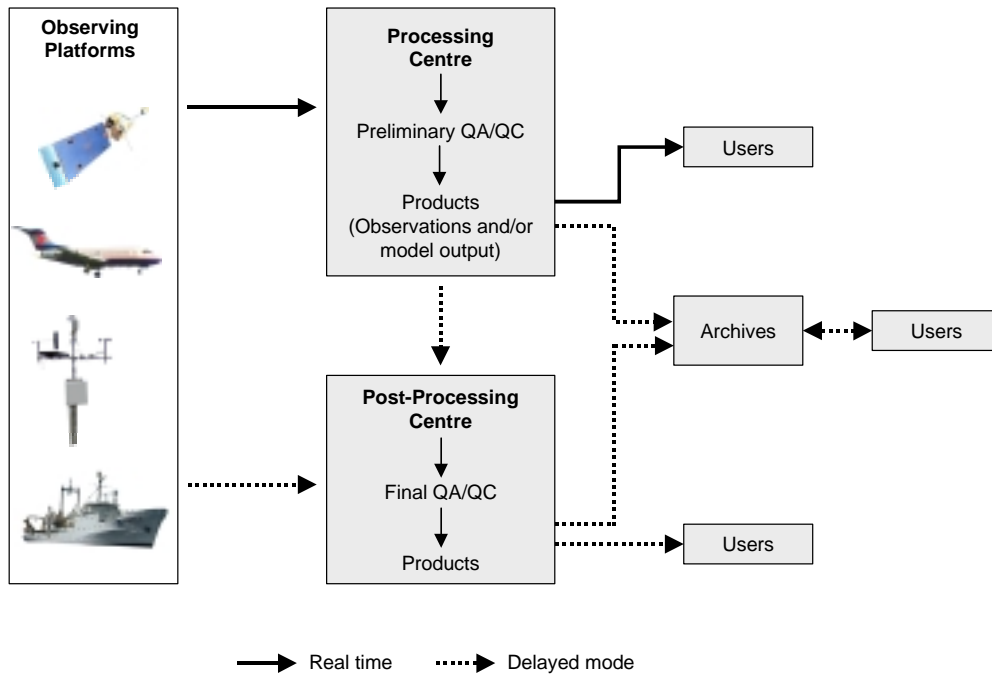 Observing
Platforms
Processing
Centre
Preliminary QA/QC
Products
(Observations and/or
model output)
Users
Archives
Users
Post-Processing
Centre
Final QA/QC
Products
Users
Real time
Delayed mode